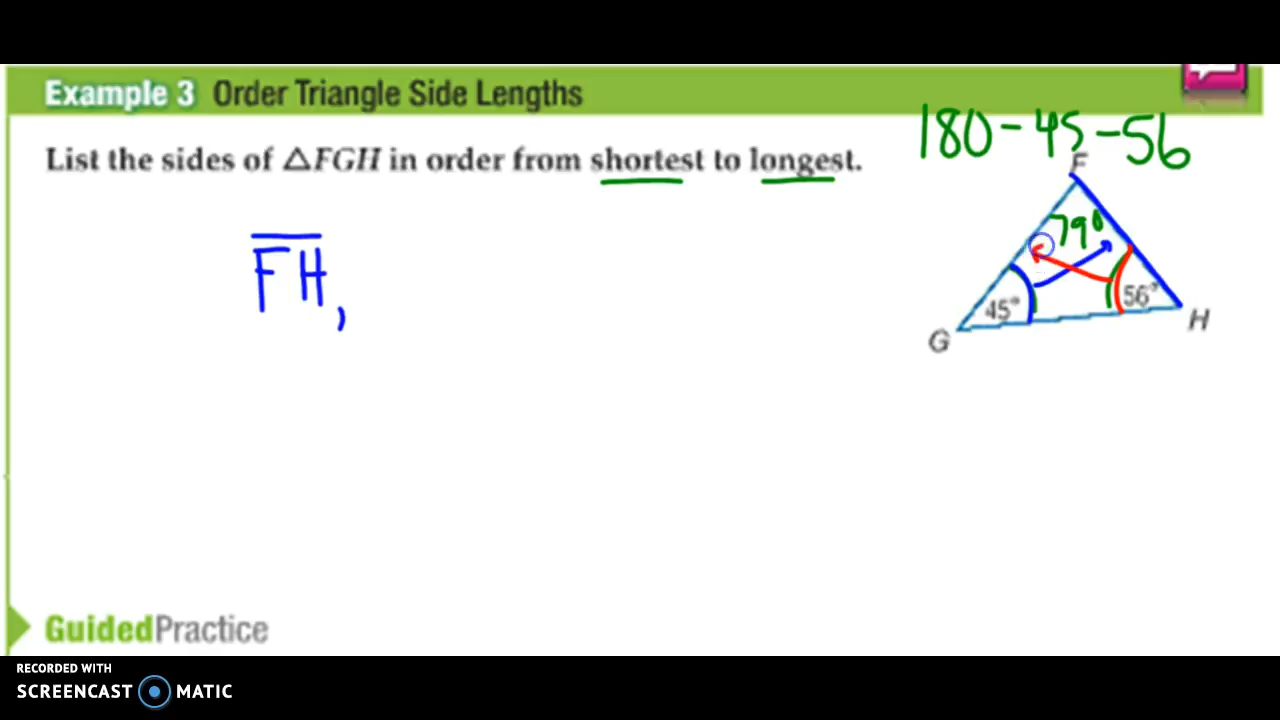 Example 3 Order Triangle Side Lengths
180 - 45 - 56
List the sides of △FGH in order from shortest to longest.
F
79°
F̅H̅,
45°
56°
G
H
GuidedPractice
RECORDED WITH
SCREENCAST MATIC